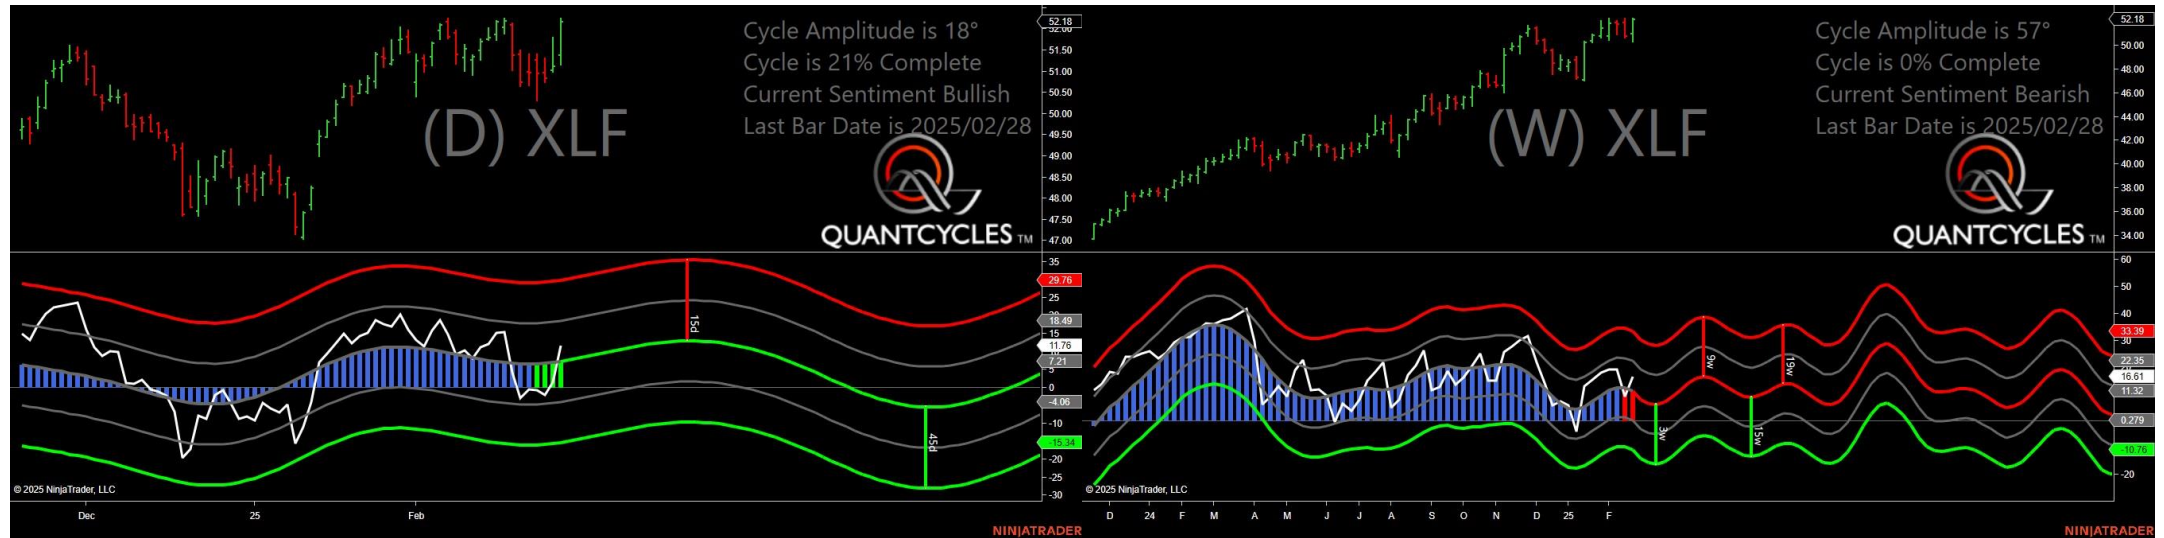 Cycle Amplitude is 18°
Cycle is 21% Complete
Current Sentiment Bullish
Last Bar Date is 2025/02/28
(D) XLF
QUANTCYCLES TM
52.18
52.00
51.50
51.00
50.50
50.00
49.50
49.00
48.50
48.00
47.50
47.00
35
29.76
25
18.49
15
11.76
7.21
5
0
-4.06
-10
-15.34
-20
-25
-30
15d
45d
© 2025 NinjaTrader, LLC
Dec
25
Feb
NINJATRADER
Cycle Amplitude is 57°
Cycle is 0% Complete
Current Sentiment Bearish
Last Bar Date is 2025/02/28
(W) XLF
QUANTCYCLES TM
52.18
50.00
48.00
46.00
44.00
42.00
40.00
38.00
36.00
34.00
60
50
40
33.39
30
22.35
16.61
11.32
0.279
-10.76
-20
9w
19w
3w
15w
© 2025 NinjaTrader, LLC
D
24
F
M
A
M
J
J
A
S
O
N
D
25
F
NINJATRADER